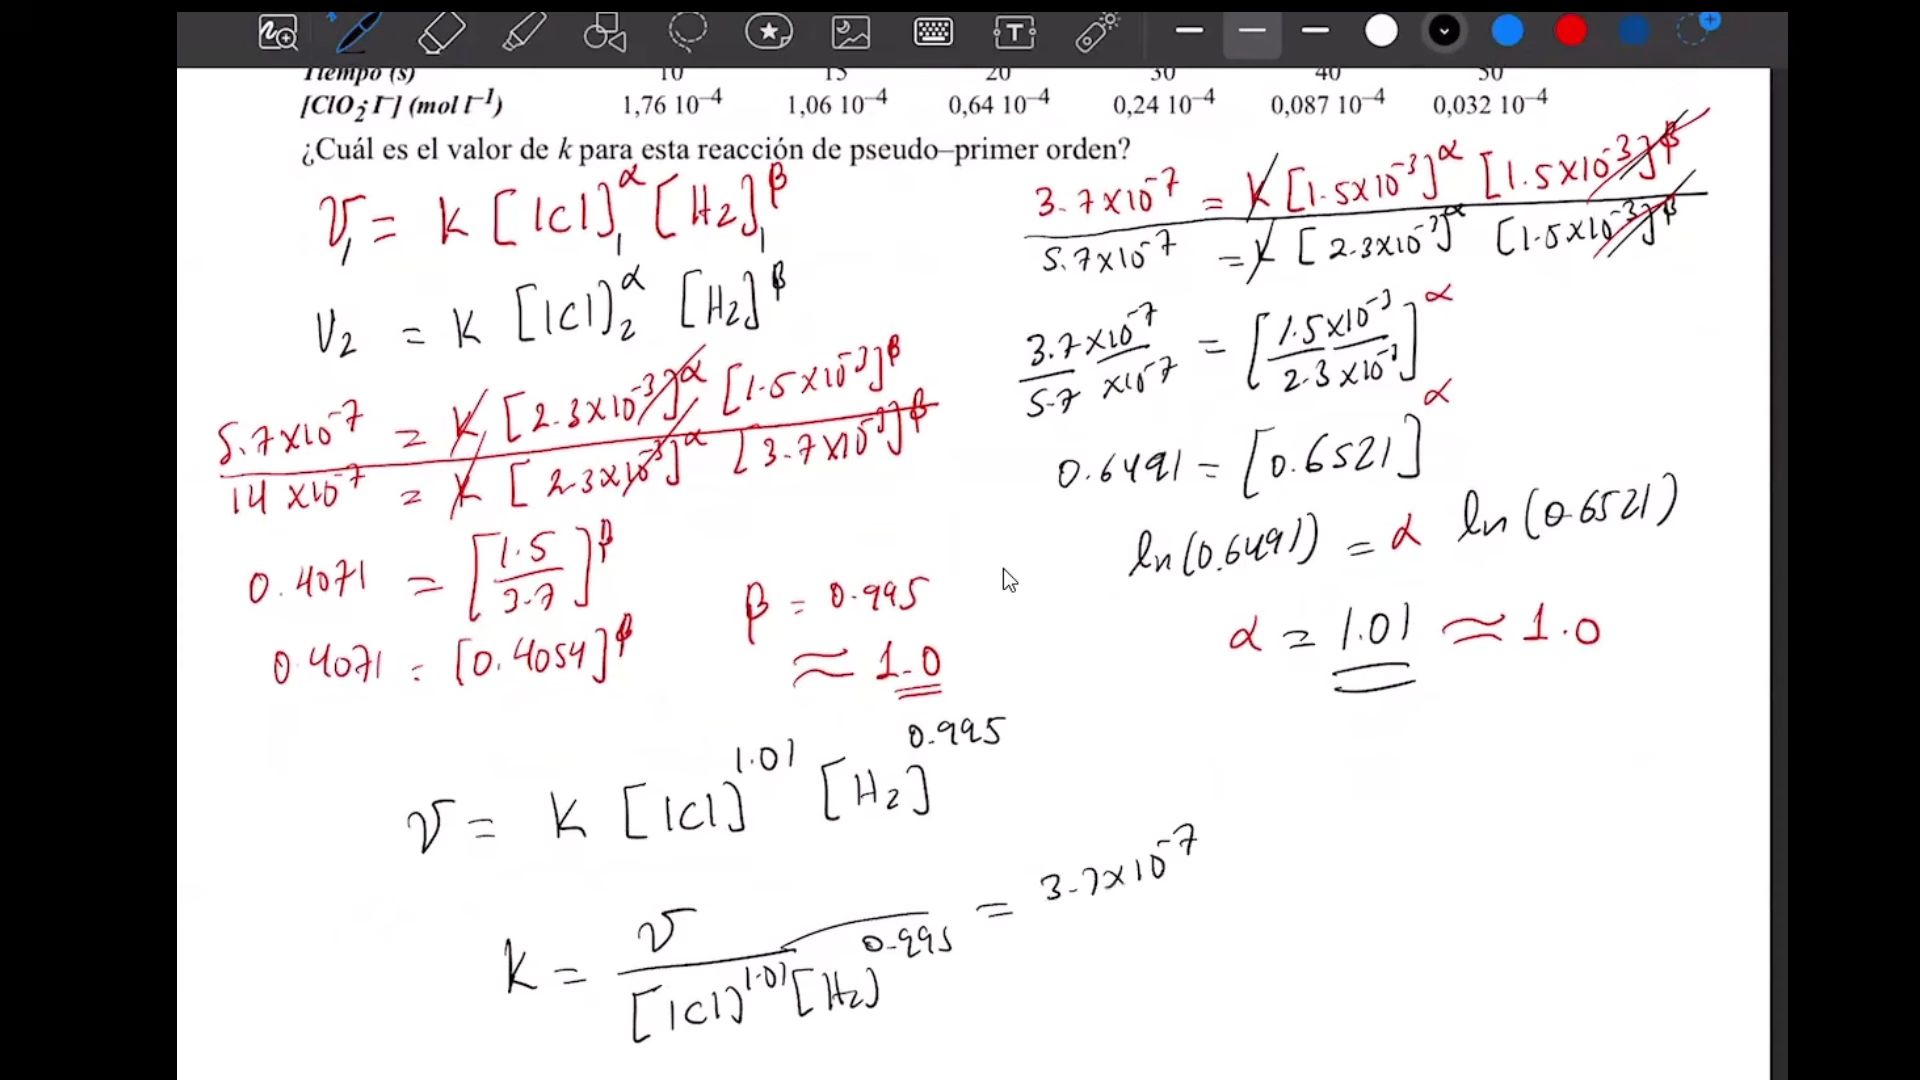 Tiempo (s) 10 15 20 30 40 50
[ClO2·I⁻] (mol l⁻¹) 1,76 10⁻⁴ 1,06 10⁻⁴ 0,64 10⁻⁴ 0,24 10⁻⁴ 0,087 10⁻⁴ 0,032 10⁻⁴
¿Cuál es el valor de k para esta reacción de pseudo–primer orden?
V₁ = K [ICl]₁^α [H₂]₁^β
V₂ = K [ICl]₂^α [H₂]^β
5.7x10⁻⁷ = K [2.3x10⁻³]^α [1.5x10⁻³]^β
14x10⁻⁷ = K [2.3x10⁻³]^α [3.7x10⁻³]^β
0.4071 = [1.5/3.7]^β
0.4071 = [0.4054]^β
β = 0.995
≈ 1.0
3.7x10⁻⁷ = K [1.5x10⁻³]^α [1.5x10⁻³]^β
5.7x10⁻⁷ = K [2.3x10⁻³]^α [1.5x10⁻³]^β
3.7x10⁻⁷ / 5.7x10⁻⁷ = [1.5x10⁻³ / 2.3x10⁻³]^α
0.6491 = [0.6521]^α
ln(0.6491) = α ln(0.6521)
α = 1.01 ≈ 1.0
V = K [ICl]^1.01 [H₂]^0.995
K = V / [ICl]^1.01 [H₂]^0.995 = 3.7x10⁻⁷